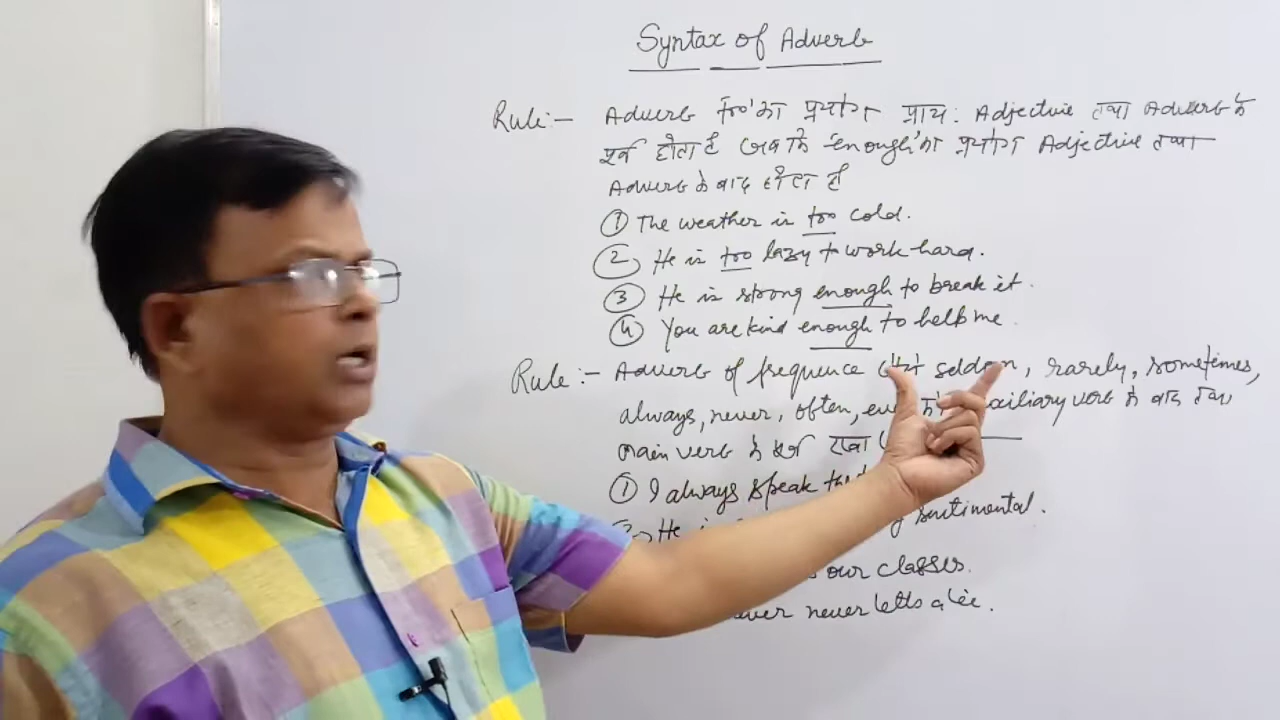 Syntax of Adverb
Rule:- Adverb 'too' का प्रयोग प्राय: Adjective तथा Adverb के
पूर्व होता है जबकि 'enough' का प्रयोग Adjective तथा
Adverb के बाद होता है
① The weather is too cold.
② He is too lazy to work hard.
③ He is strong enough to break it.
④ You are kind enough to help me.
Rule:- Adverb of frequence जैसे seldom, rarely, sometimes,
always, never, often, को verb के बाद तथा
main verb के पूर्व रखा
① I always speak
He is sentimental.
our classes.
never tells a lie.